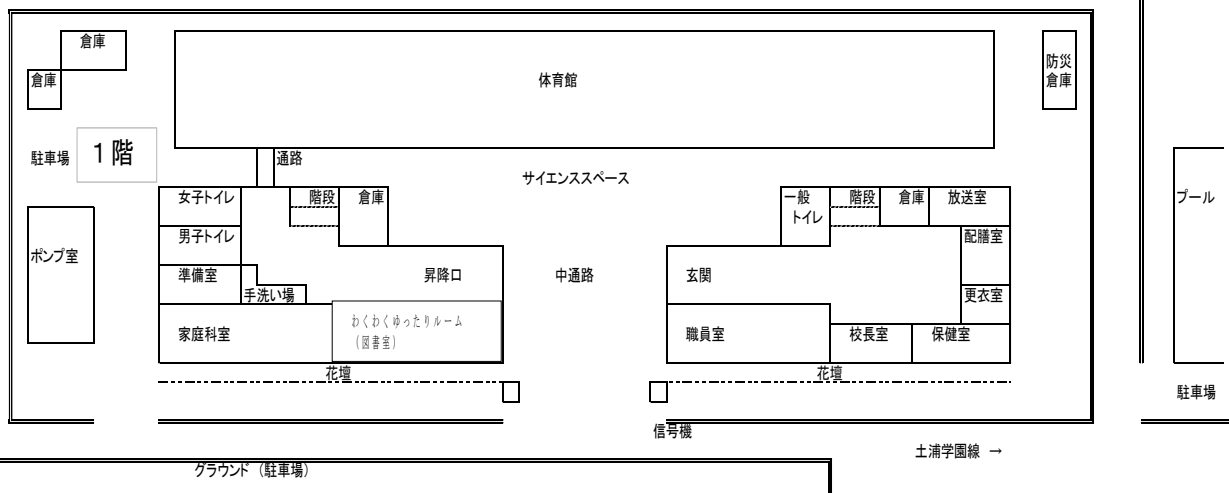 倉庫
倉庫
体育館
防災
倉庫
駐車場
1階
通路
サイエンススペース
プール
女子トイレ
階段
倉庫
一般
トイレ
階段
倉庫
放送室
男子トイレ
配膳室
ポンプ室
準備室
昇降口
中通路
玄関
手洗い場
更衣室
家庭科室
わくわくゆったりルーム
（図書室）
職員室
校長室
保健室
花壇
花壇
駐車場
信号機
土浦学園線 →
グラウンド（駐車場）